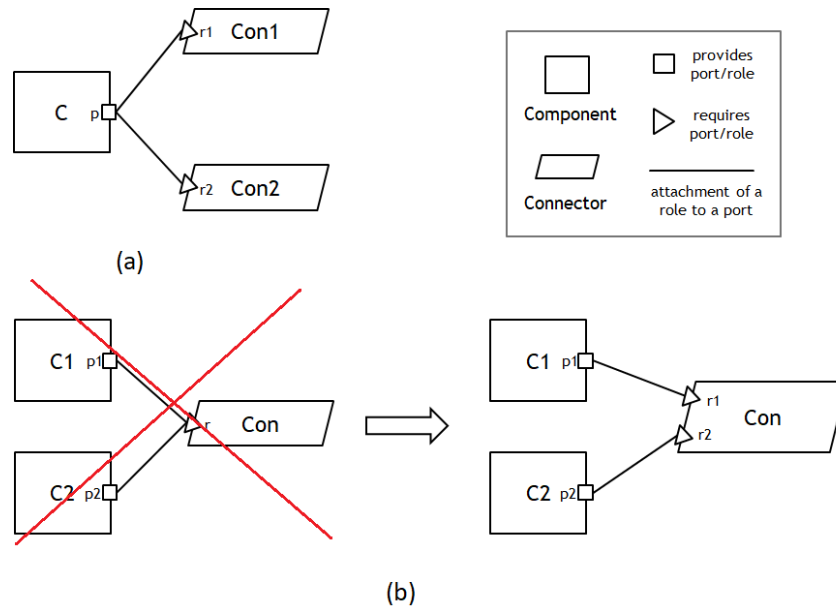 r1 Con1
C p
r2 Con2
(a)
Component
Connector
provides
port/role
requires
port/role
attachment of a
role to a port
C1 p1
r Con
C2 p2
C1 p1
r1
Con
r2
C2 p2
(b)